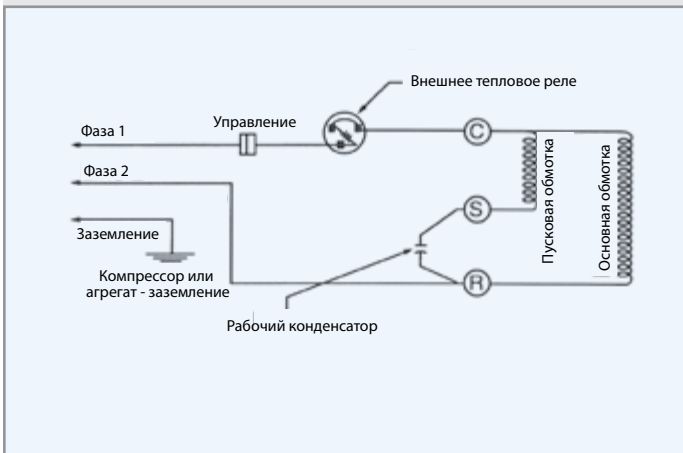 Внешнее тепловое реле
Управление
Фаза 1
C
Фаза 2
Пусковая обмотка
Основная обмотка
S
Заземление
Компрессор или
агрегат - заземление
R
Рабочий конденсатор